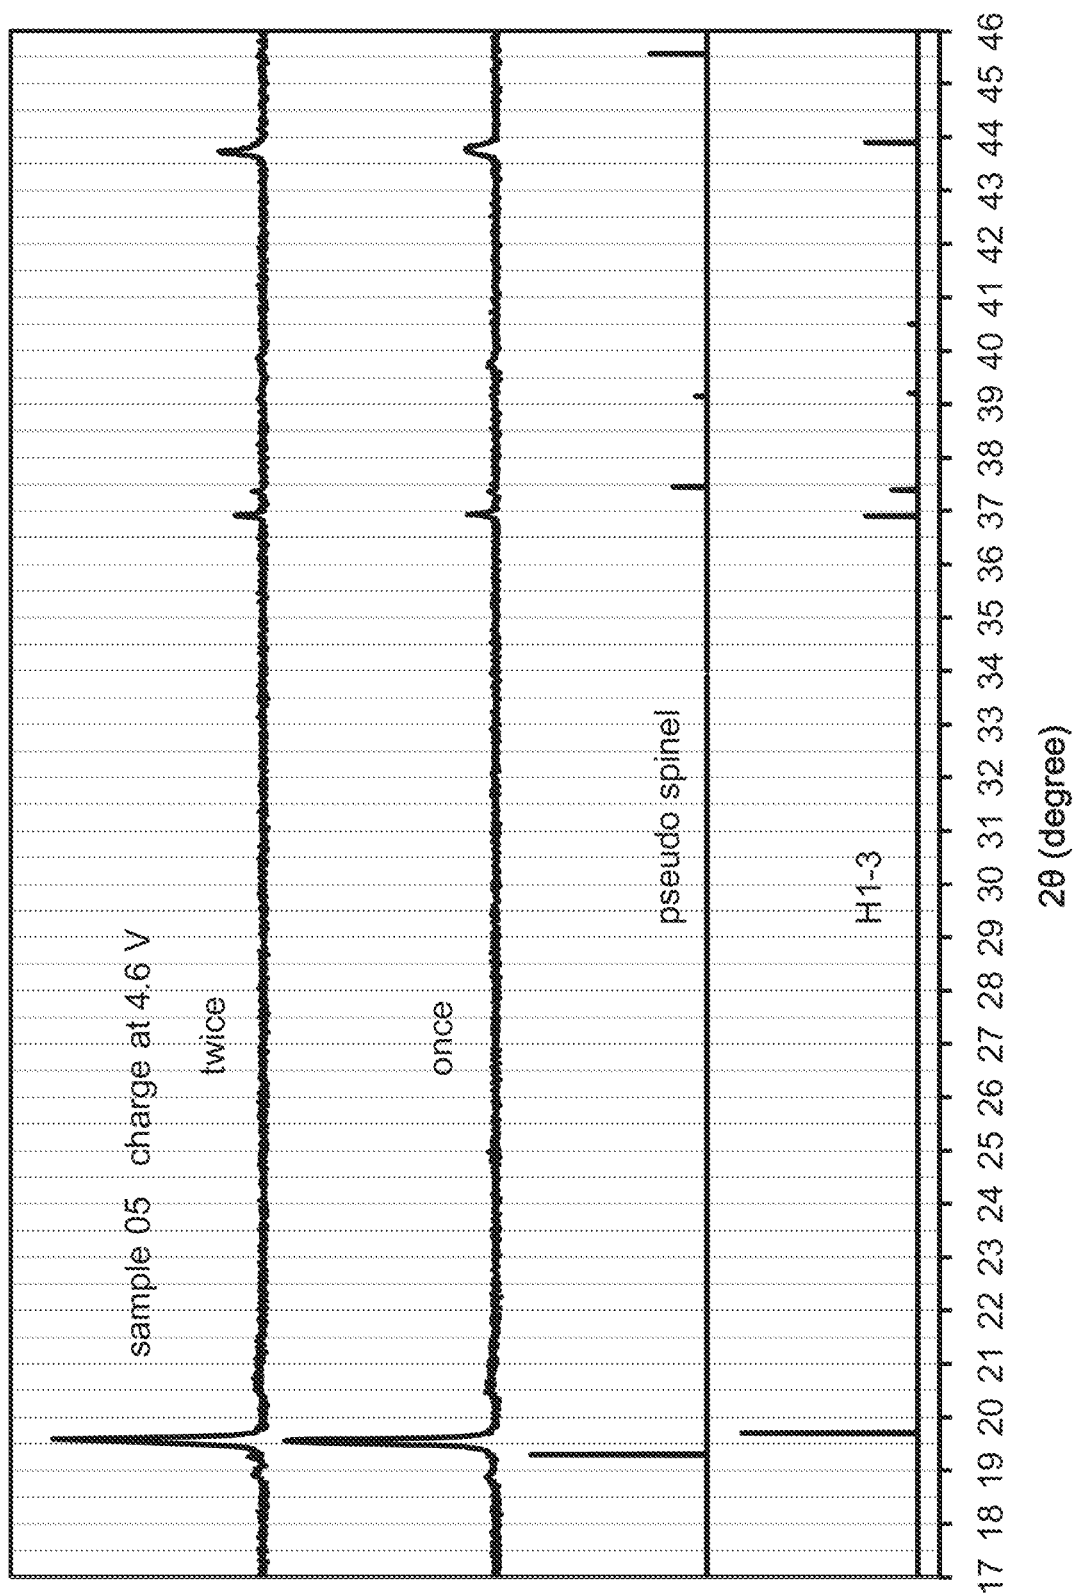 sample 05 charge at 4.6 V
twice
once
pseudo spinel
H1-3
17 18 19 20 21 22 23 24 25 26 27 28 29 30 31 32 33 34 35 36 37 38 39 40 41 42 43 44 45 46
2θ (degree)